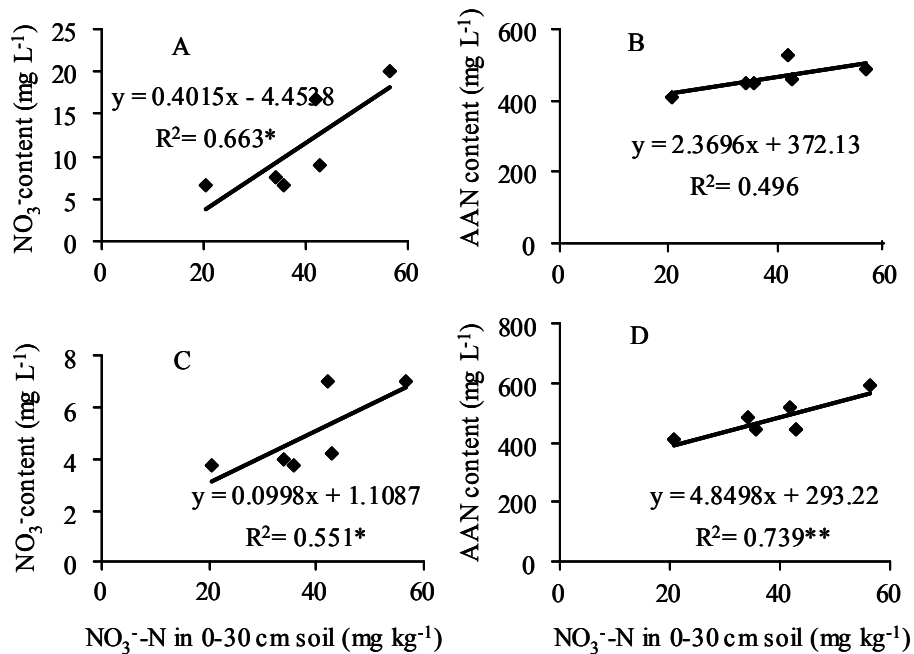 A
NO₃⁻content (mg L⁻¹)
25
20
15
10
5
0
y = 0.4015x - 4.4538
R²= 0.663*
0 20 40 60
B
AAN content (mg L⁻¹)
600
400
200
0
y = 2.3696x + 372.13
R²= 0.496
0 20 40 60
C
NO₃⁻content (mg L⁻¹)
8
6
4
2
0
y = 0.0998x + 1.1087
R²= 0.551*
0 20 40 60
NO₃⁻-N in 0-30 cm soil (mg kg⁻¹)
D
AAN content (mg L⁻¹)
800
600
400
200
0
y = 4.8498x + 293.22
R²= 0.739**
0 20 40 60
NO₃⁻-N in 0-30 cm soil (mg kg⁻¹)